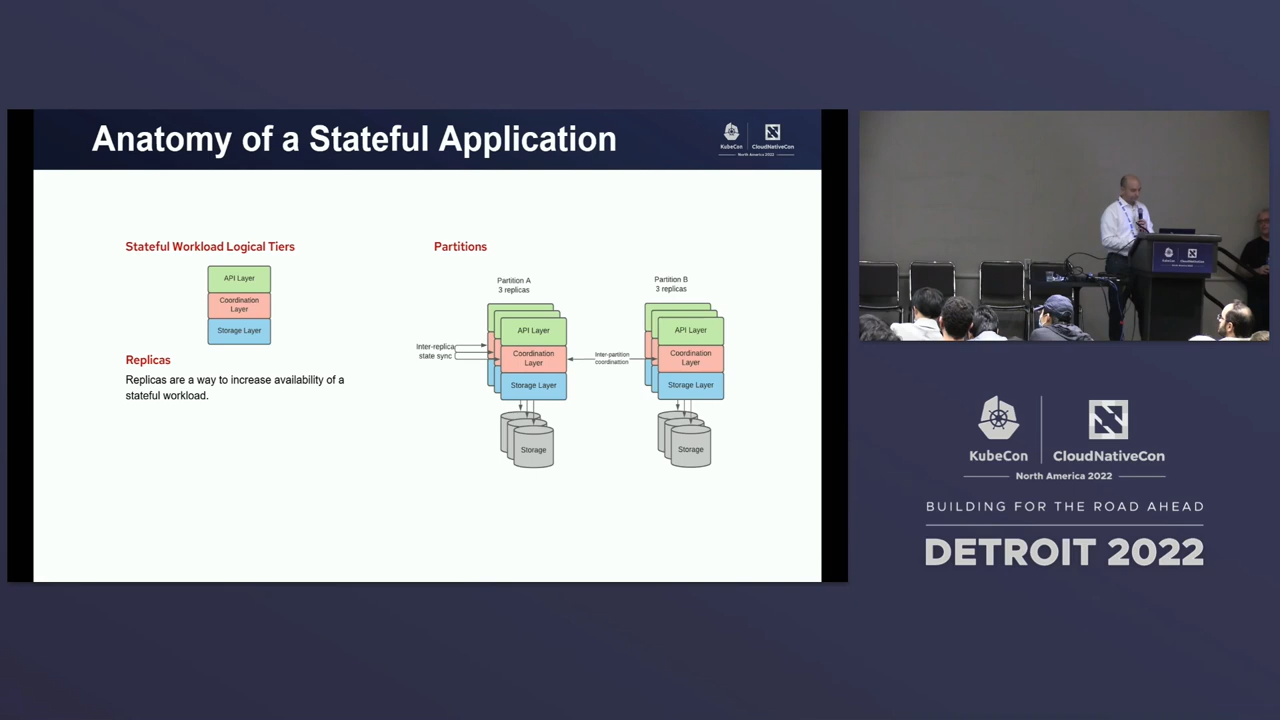 Anatomy of a Stateful Application
KubeCon
CloudNativeCon
North America 2022
Stateful Workload Logical Tiers
API Layer
Coordination
Layer
Storage Layer
Replicas
Replicas are a way to increase availability of a
stateful workload.
Partitions
Partition A
3 replicas
Partition B
3 replicas
API Layer
Coordination
Layer
Storage Layer
Storage
Inter-replica
state sync
Inter-partition
coordination
API Layer
Coordination
Layer
Storage Layer
Storage
KubeCon
CloudNativeCon
North America 2022
BUILDING FOR THE ROAD AHEAD
DETROIT 2022